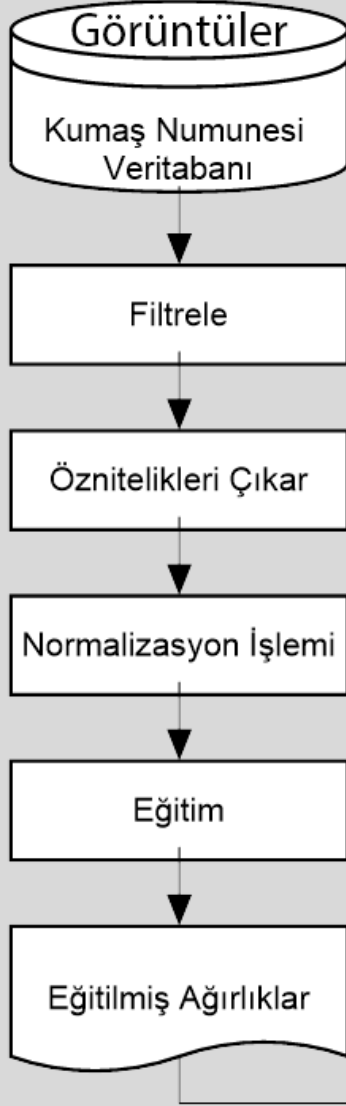 Görüntüler
Kumaş Numunesi
Veritabanı
Filtrele
Öznitelikleri Çıkar
Normalizasyon İşlemi
Eğitim
Eğitilmiş Ağırlıklar